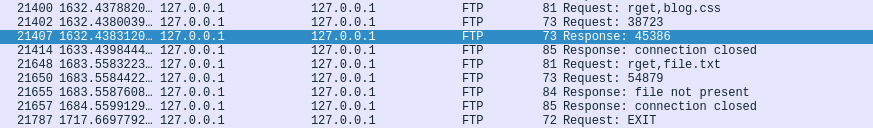 21400 1632.4378820… 127.0.0.1 127.0.0.1 FTP 81 Request: rget,blog.css
21402 1632.4380039… 127.0.0.1 127.0.0.1 FTP 73 Request: 38723
21407 1632.4383120… 127.0.0.1 127.0.0.1 FTP 73 Response: 45386
21414 1633.4398444… 127.0.0.1 127.0.0.1 FTP 85 Response: connection closed
21648 1683.5583223… 127.0.0.1 127.0.0.1 FTP 81 Request: rget,file.txt
21650 1683.5584422… 127.0.0.1 127.0.0.1 FTP 73 Request: 54879
21655 1683.5587608… 127.0.0.1 127.0.0.1 FTP 84 Response: file not present
21657 1684.5599129… 127.0.0.1 127.0.0.1 FTP 85 Response: connection closed
21787 1717.6697792… 127.0.0.1 127.0.0.1 FTP 72 Request: EXIT